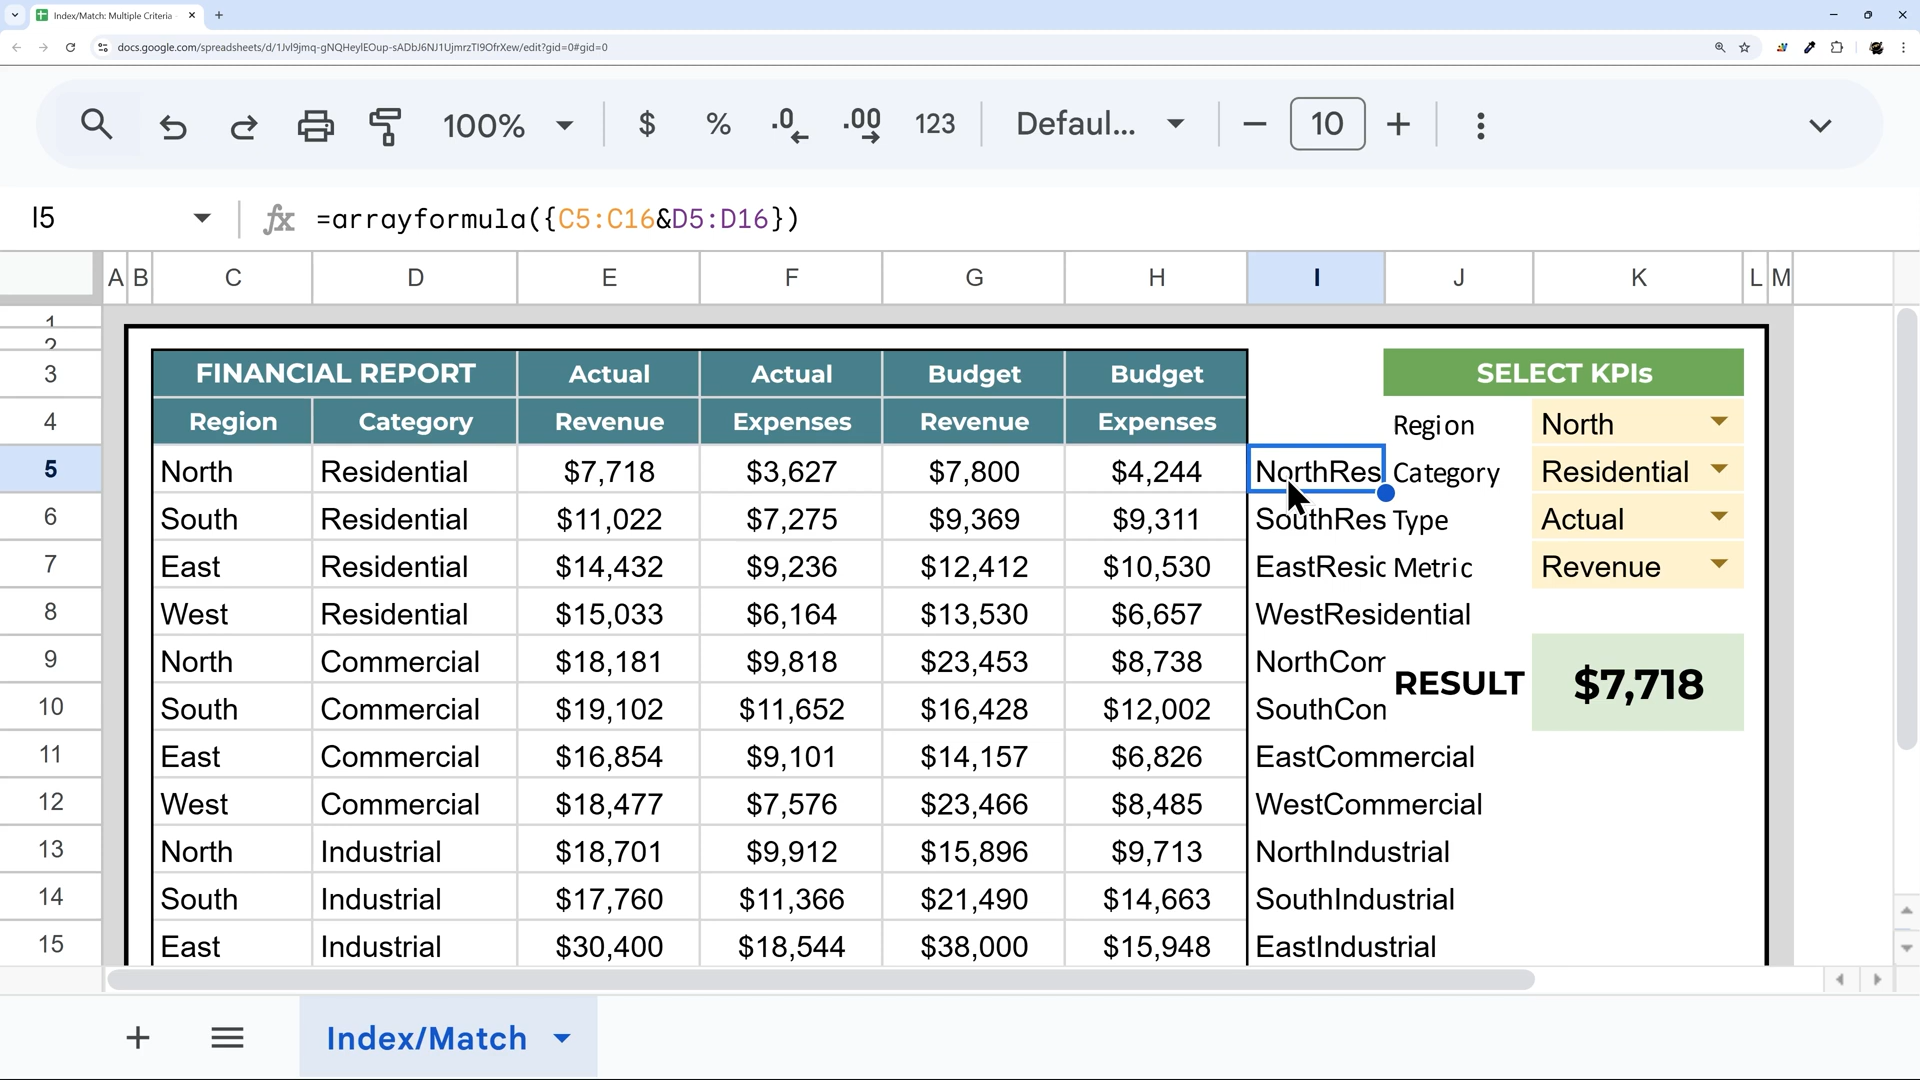 Index/Match: Multiple Criteria
docs.google.com/spreadsheets/d/1Jvl9jmq-gNQHeylEOup-sADbJ6NJ1UjmrzTI9OfrXew/edit?gid=0#gid=0
100% $ % .0 .00 123 Defaul... 10
I5 fx =arrayformula({C5:C16&D5:D16})
A B C D E F G H I J K L M
1
2
3 FINANCIAL REPORT Actual Actual Budget Budget SELECT KPIs
4 Region Category Revenue Expenses Revenue Expenses Region North
5 North Residential $7,718 $3,627 $7,800 $4,244 NorthRes Category Residential
6 South Residential $11,022 $7,275 $9,369 $9,311 SouthRes Type Actual
7 East Residential $14,432 $9,236 $12,412 $10,530 EastResic Metric Revenue
8 West Residential $15,033 $6,164 $13,530 $6,657 WestResidential
9 North Commercial $18,181 $9,818 $23,453 $8,738 NorthCom
RESULT $7,718
10 South Commercial $19,102 $11,652 $16,428 $12,002 SouthCon
11 East Commercial $16,854 $9,101 $14,157 $6,826 EastCommercial
12 West Commercial $18,477 $7,576 $23,466 $8,485 WestCommercial
13 North Industrial $18,701 $9,912 $15,896 $9,713 NorthIndustrial
14 South Industrial $17,760 $11,366 $21,490 $14,663 SouthIndustrial
15 East Industrial $30,400 $18,544 $38,000 $15,948 EastIndustrial
Index/Match